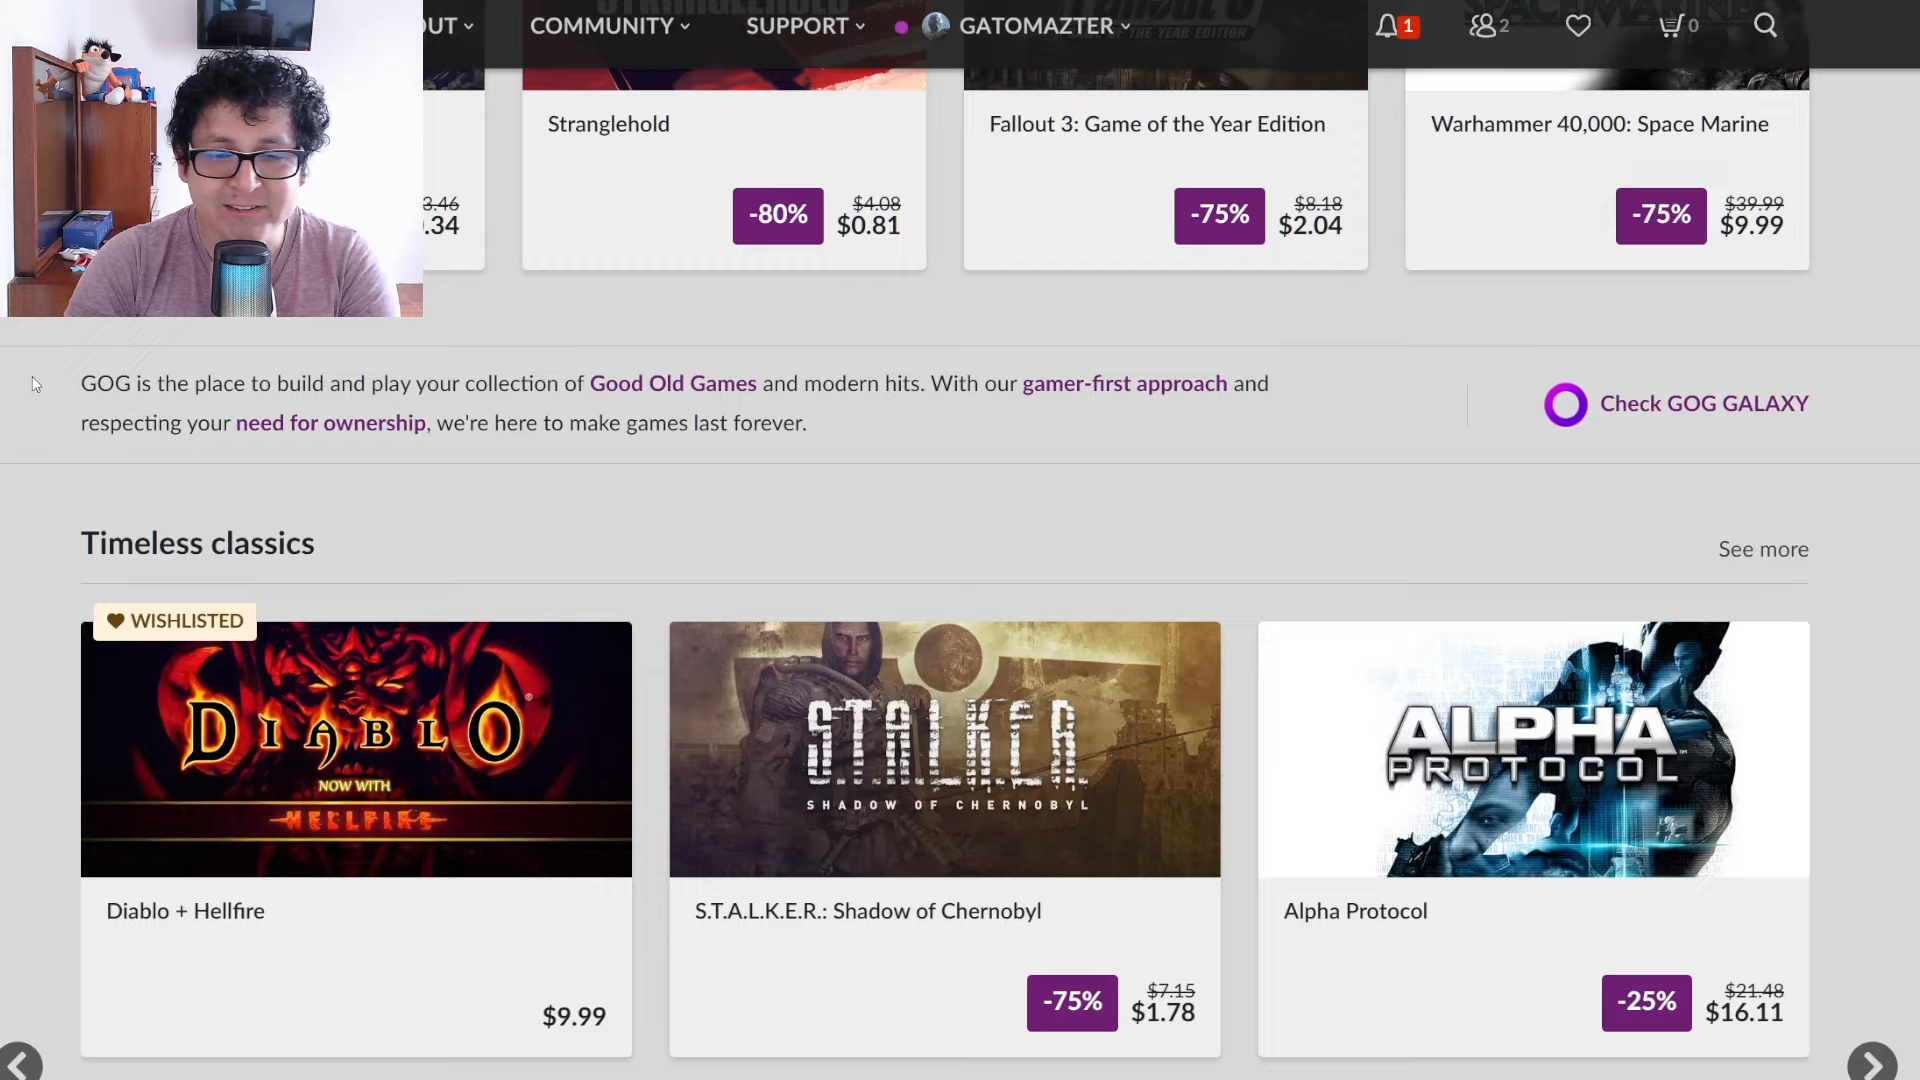 OUT
COMMUNITY
SUPPORT
GATOMAZTER
1
2
0
OF THE YEAR EDITION
Stranglehold
Fallout 3: Game of the Year Edition
Warhammer 40,000: Space Marine
3.46
.34
-80%
$4.08
$0.81
-75%
$8.18
$2.04
-75%
$39.99
$9.99
GOG is the place to build and play your collection of Good Old Games and modern hits. With our gamer-first approach and
respecting your need for ownership, we're here to make games last forever.
Check GOG GALAXY
Timeless classics
See more
WISHLISTED
DIABLO
NOW WITH
HELLFIRE
S.T.A.L.K.E.R.
SHADOW OF CHERNOBYL
ALPHA
PROTOCOL
Diablo + Hellfire
S.T.A.L.K.E.R.: Shadow of Chernobyl
Alpha Protocol
$9.99
-75%
$7.15
$1.78
-25%
$21.48
$16.11